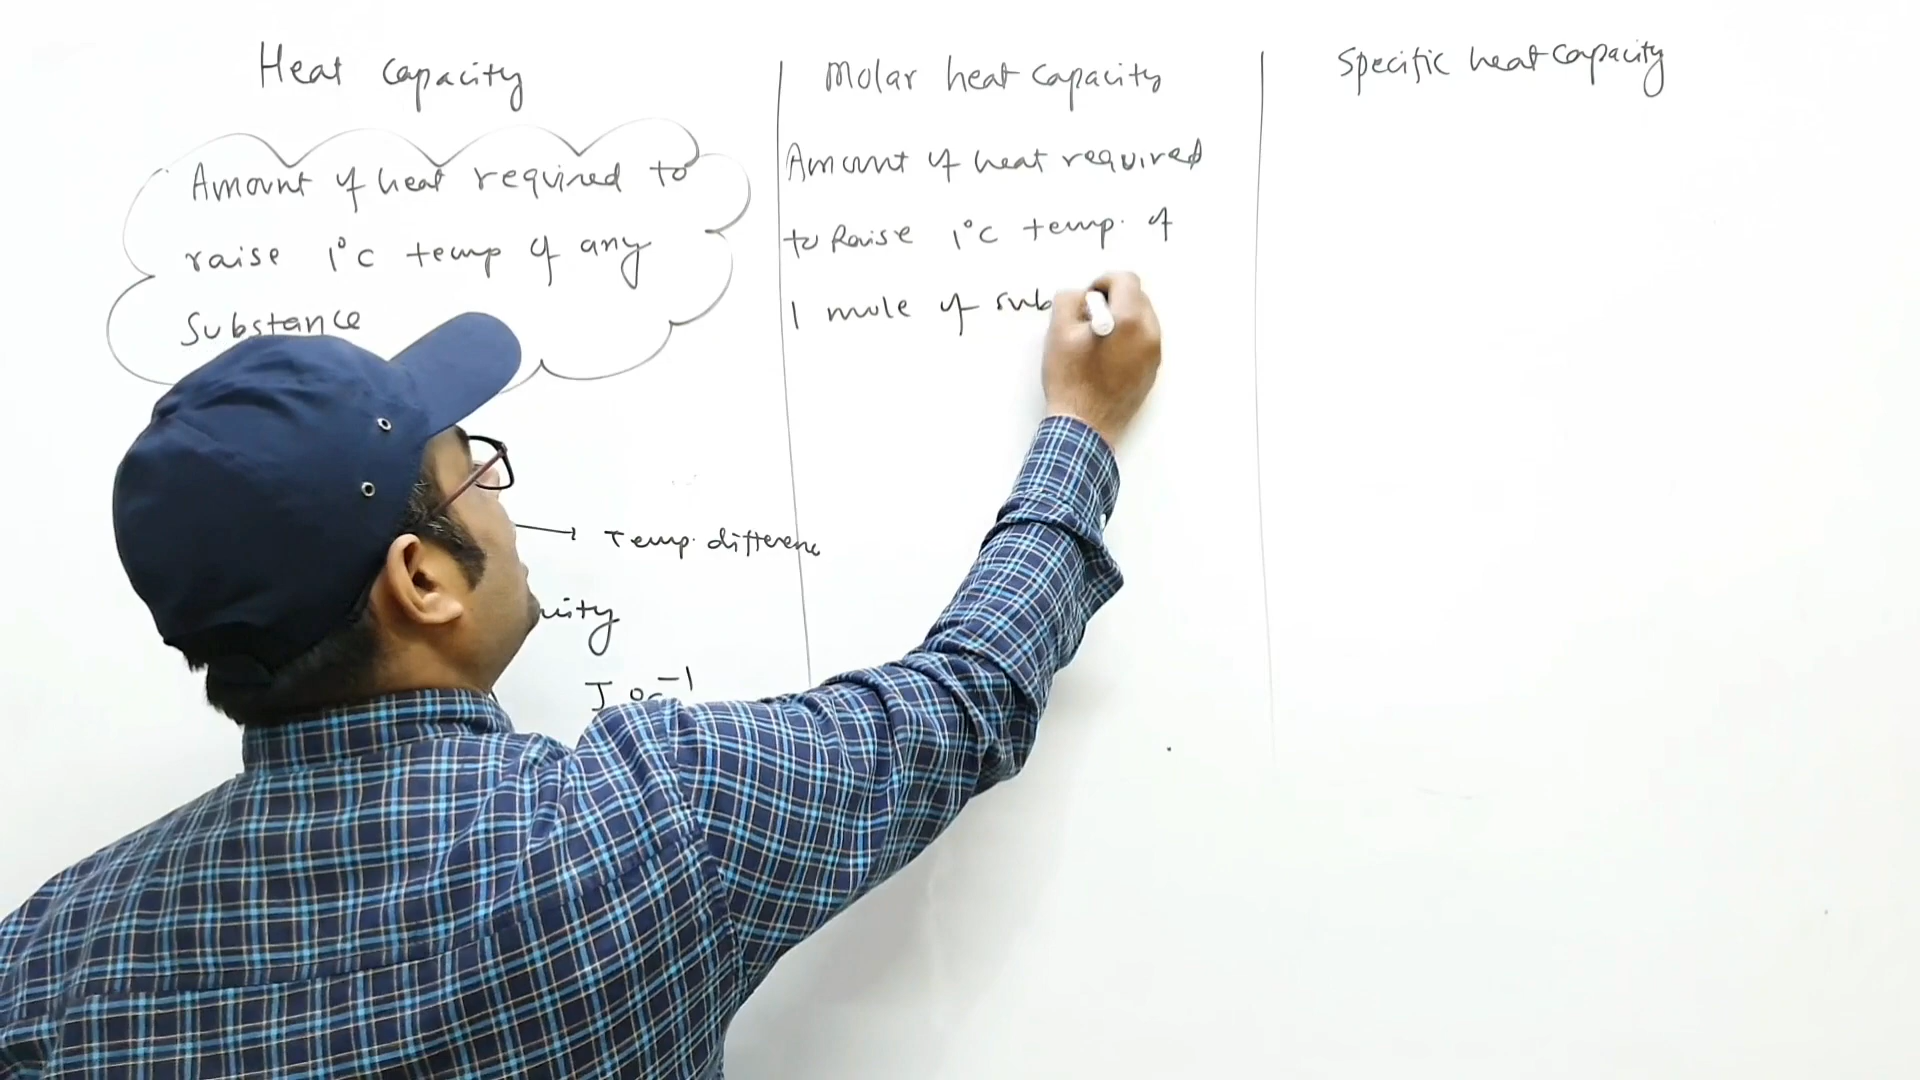 Heat capacity
Amount of heat required to
raise 1°c temp of any
Substance
Temp. differenc
J °c⁻¹
Molar heat capacity
Amount of heat required
to Raise 1°c temp. of
1 mole of sub
Specific heat capacity